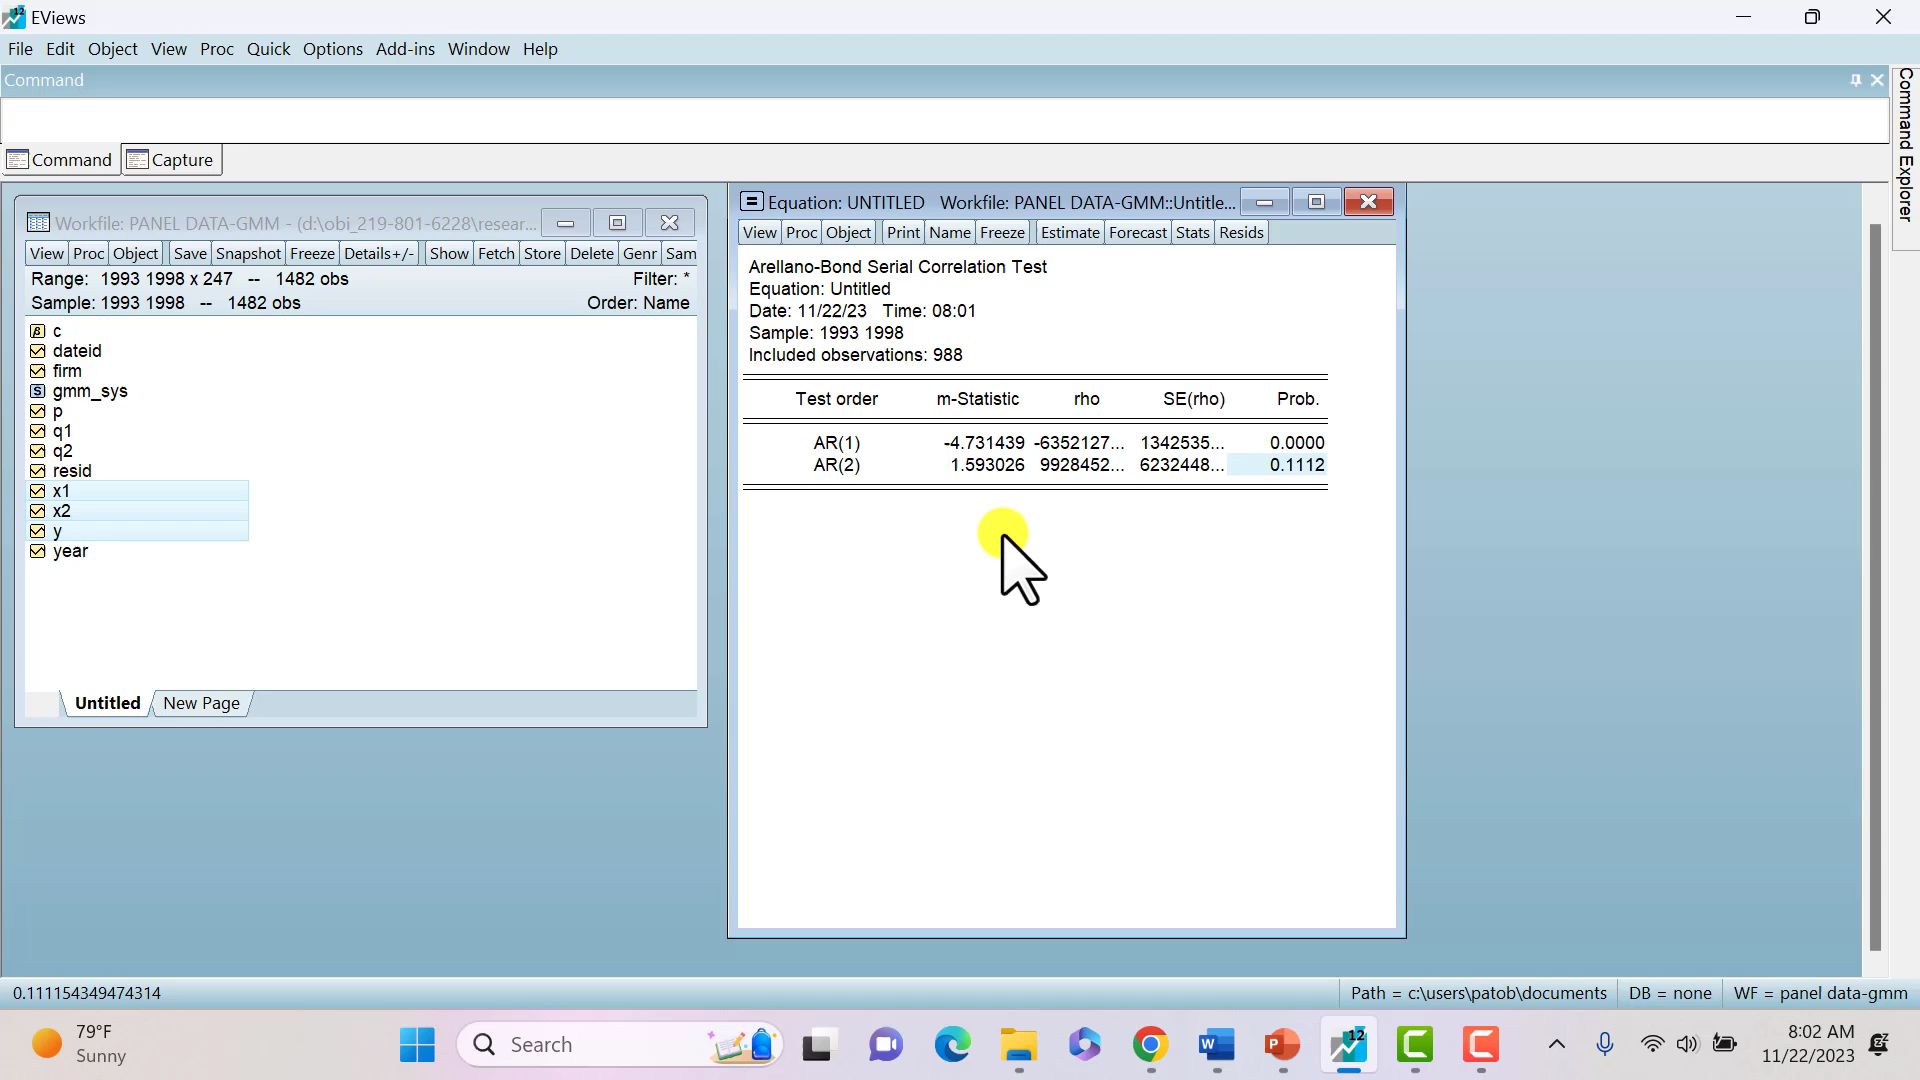 EViews
File Edit Object View Proc Quick Options Add-ins Window Help
Command
Command Capture
Command Explorer
Workfile: PANEL DATA-GMM - (d:\obi_219-801-6228\resear...
View Proc Object Save Snapshot Freeze Details+/- Show Fetch Store Delete Genr Sam
Range: 1993 1998 x 247 -- 1482 obs Filter: *
Sample: 1993 1998 -- 1482 obs Order: Name
c
dateid
firm
gmm_sys
p
q1
q2
resid
x1
x2
y
year
Untitled New Page
Equation: UNTITLED Workfile: PANEL DATA-GMM::Untitle...
View Proc Object Print Name Freeze Estimate Forecast Stats Resids
Arellano-Bond Serial Correlation Test
Equation: Untitled
Date: 11/22/23 Time: 08:01
Sample: 1993 1998
Included observations: 988
Test order m-Statistic rho SE(rho) Prob.
AR(1) -4.731439 -6352127... 1342535... 0.0000
AR(2) 1.593026 9928452... 6232448... 0.1112
0.111154349474314 Path = c:\users\patob\documents DB = none WF = panel data-gmm
79°F
Sunny
Search
8:02 AM
11/22/2023